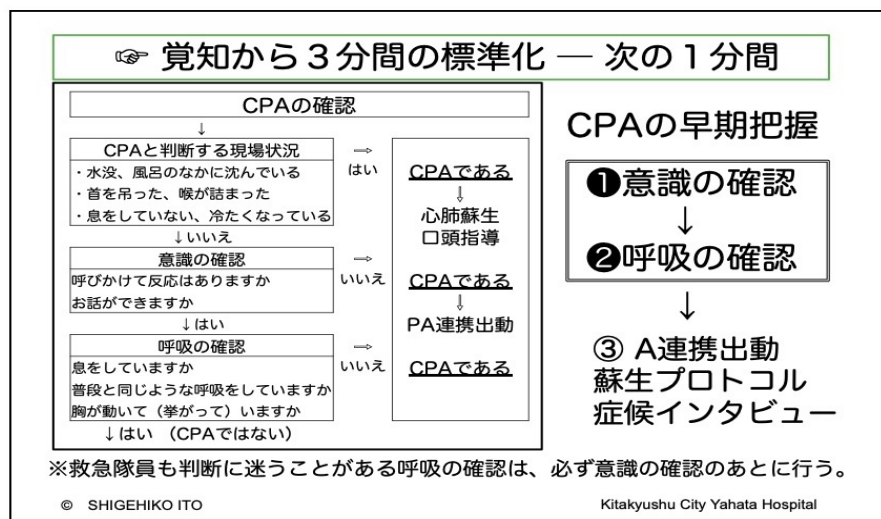 ☞ 覚知から3分間の標準化 — 次の1分間
CPAの確認
↓
CPAと判断する現場状況
・水没、風呂のなかに沈んでいる
・首を吊った、喉が詰まった
・息をしていない、冷たくなっている
⇒
はい
CPAである
↓
心肺蘇生
口頭指導
↓いいえ
意識の確認
呼びかけて反応はありますか
お話ができますか
⇒
いいえ
CPAである
↓
PA連携出動
↓はい
呼吸の確認
息をしていますか
普段と同じような呼吸をしていますか
胸が動いて（挙がって）いますか
⇒
いいえ
CPAである
↓はい （CPAではない）
CPAの早期把握
❶意識の確認
↓
❷呼吸の確認
↓
③ A連携出動
蘇生プロトコル
症候インタビュー
※救急隊員も判断に迷うことがある呼吸の確認は、必ず意識の確認のあとに行う。
© SHIGEHIKO ITO
Kitakyushu City Yahata Hospital